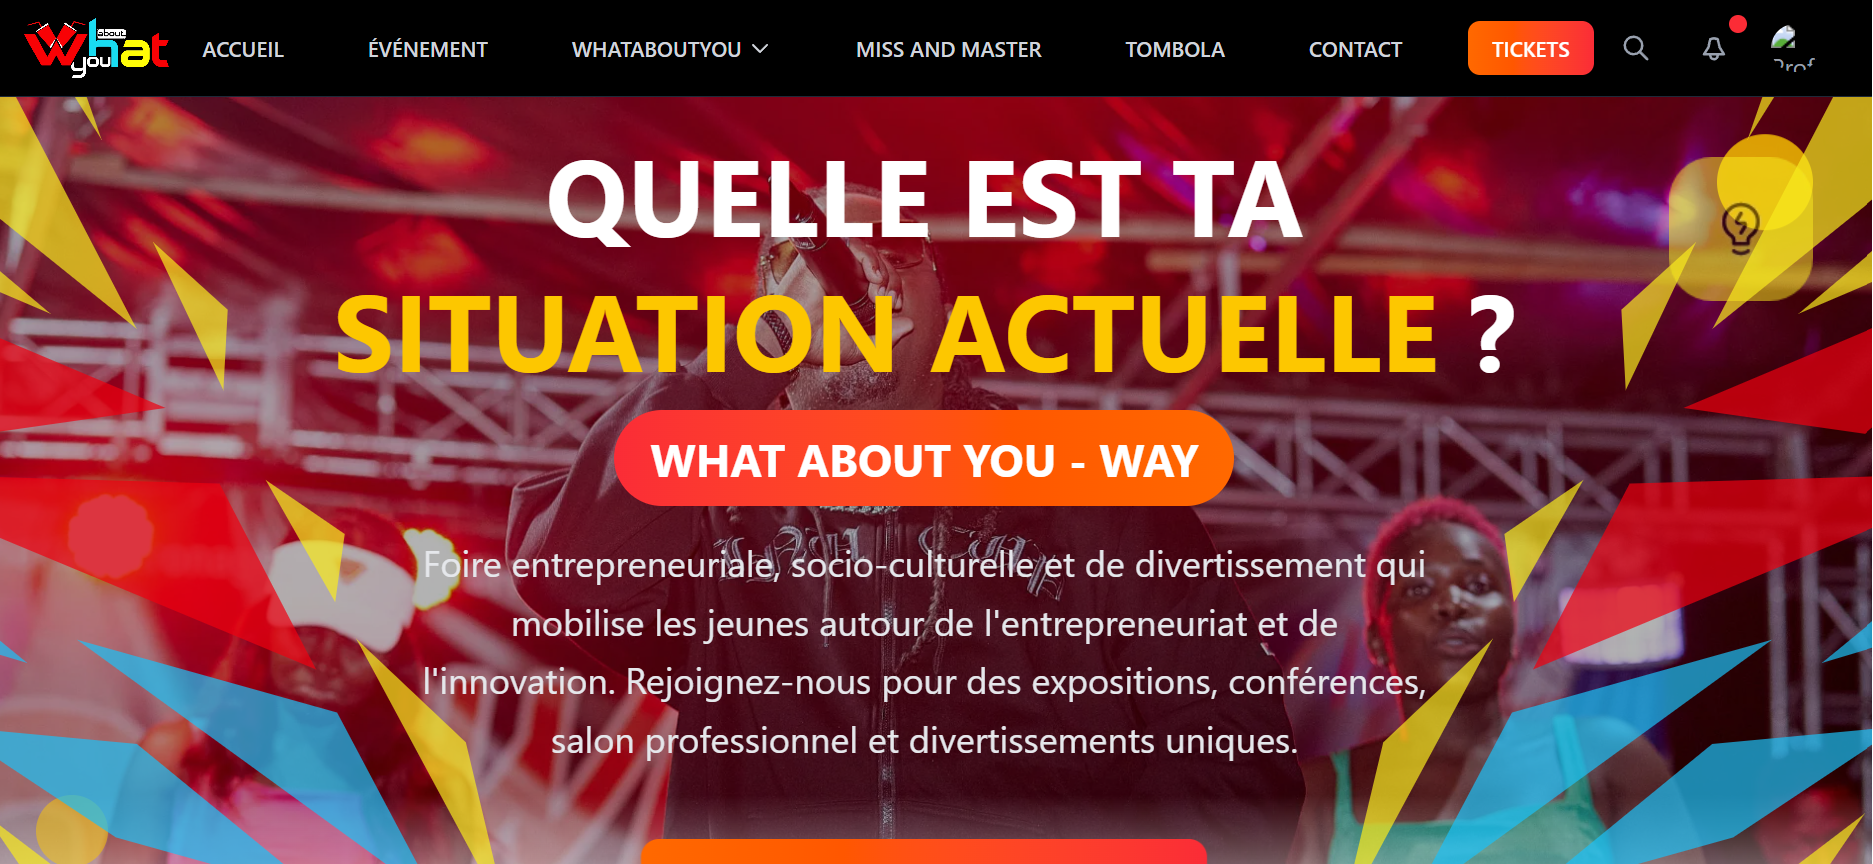 What about you
ACCUEIL
ÉVÉNEMENT
WHATABOUTYOU
MISS AND MASTER
TOMBOLA
CONTACT
TICKETS
Prof
QUELLE EST TA
SITUATION ACTUELLE ?
WHAT ABOUT YOU - WAY
Foire entrepreneuriale, socio-culturelle et de divertissement qui
mobilise les jeunes autour de l'entrepreneuriat et de
l'innovation. Rejoignez-nous pour des expositions, conférences,
salon professionnel et divertissements uniques.